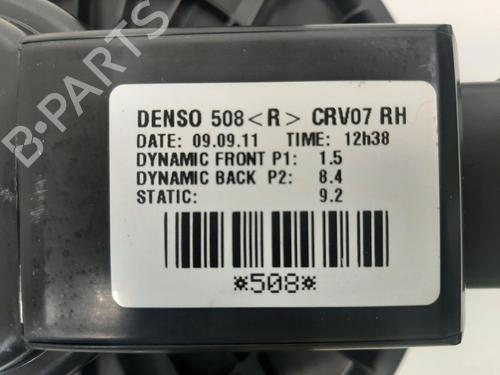 DENSO 508<R> CRV07 RH
DATE: 09.09.11 TIME: 12h38
DYNAMIC FRONT P1: 1.5
DYNAMIC BACK P2: 8.4
STATIC: 9.2
*508*
B-PARTS